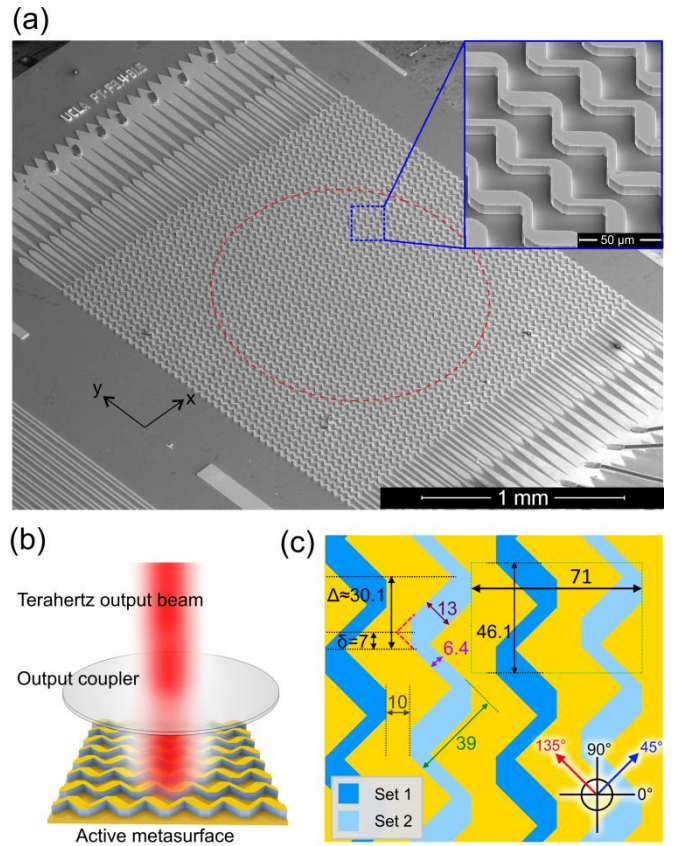 (a)
50 μm
y
x
1 mm
(b)
Terahertz output beam
Output coupler
Active metasurface
(c)
Δ≈30.1
13
δ=7
6.4
46.1
71
10
39
135°
90°
45°
0°
Set 1
Set 2